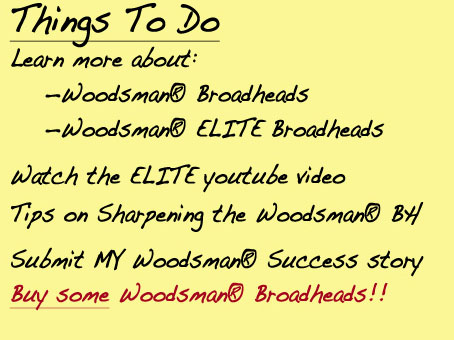 Things To Do
Learn more about:
-Woodsman® Broadheads
-Woodsman® ELITE Broadheads
Watch the ELITE youtube video
Tips on Sharpening the Woodsman® BH
Submit MY Woodsman® Success story
Buy some Woodsman® Broadheads!!